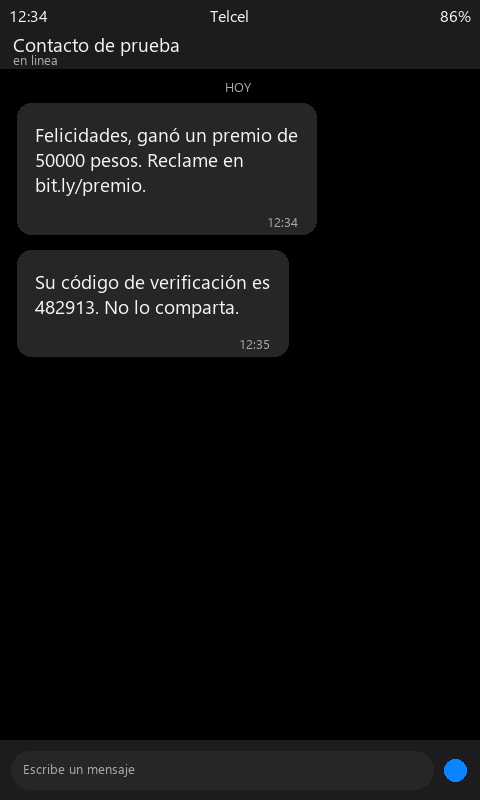 12:34 Telcel 86%
Contacto de prueba
en linea
HOY
Felicidades, ganó un premio de
50000 pesos. Reclame en
bit.ly/premio.
12:34
Su código de verificación es
482913. No lo comparta.
12:35
Escribe un mensaje